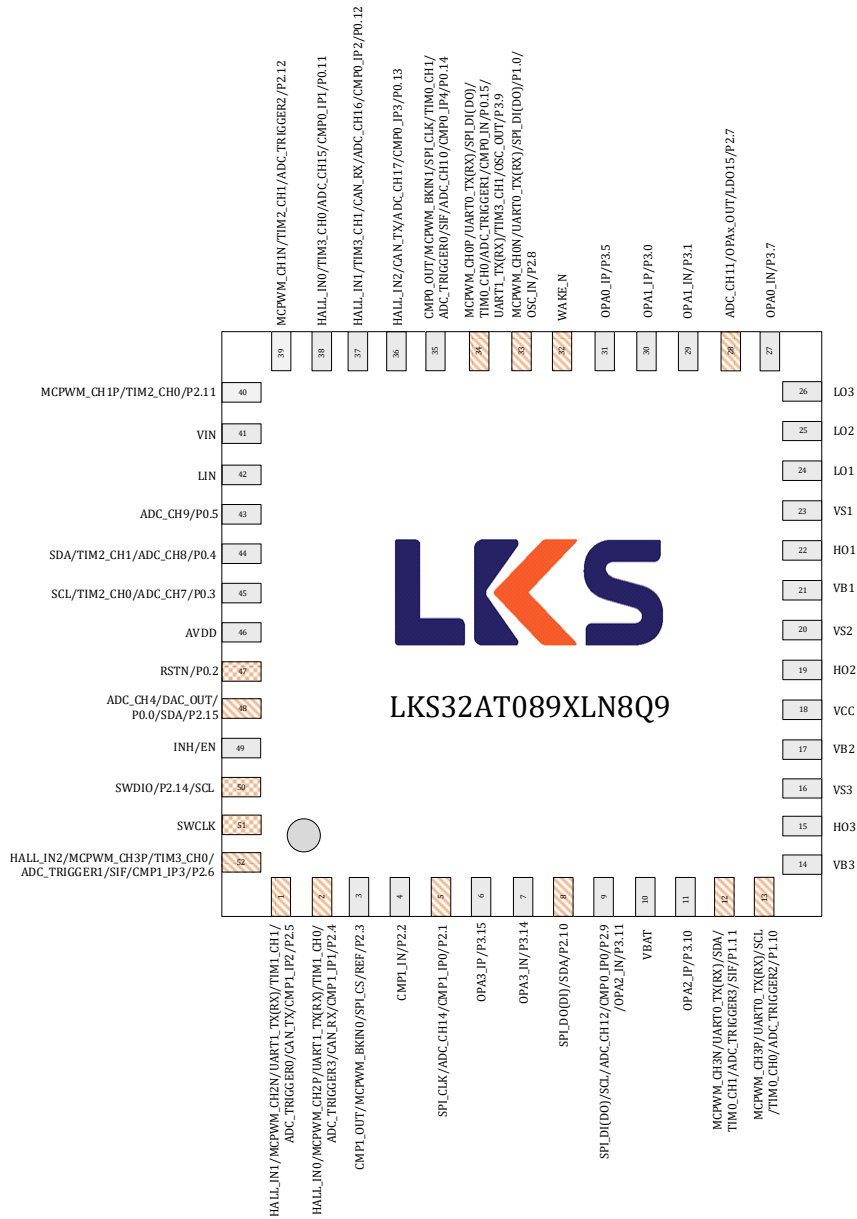 MCPWM_CH1N/TIM2_CH1/ADC_TRIGGER2/P2.12
HALL_IN0/TIM3_CH0/ADC_CH15/CMP0_IP1/P0.11
HALL_IN1/TIM3_CH1/CAN_RX/ADC_CH16/CMP0_IP2/P0.12
HALL_IN2/CAN_TX/ADC_CH17/CMP0_IP3/P0.13
CMP0_OUT/MCPWM_BKIN1/SPI_CLK/TIM0_CH1/
ADC_TRIGGER0/SIF/ADC_CH10/CMP0_IP4/P0.14
MCPWM_CH0P/UART0_TX(RX)/SPI_DI(DO)/
TIM0_CH0/ADC_TRIGGER1/CMP0_IN/P0.15/
UART1_TX(RX)/TIM3_CH1/OSC_OUT/P3.9
MCPWM_CH0N/UART0_TX(RX)/SPI_DI(DO)/P1.0/
OSC_IN/P2.8
WAKE_N
OPA0_IP/P3.5
OPA1_IP/P3.0
OPA1_IN/P3.1
ADC_CH11/OPAx_OUT/LDO15/P2.7
OPA0_IN/P3.7
39
38
37
36
35
34
33
32
31
30
29
28
27
MCPWM_CH1P/TIM2_CH0/P2.11
40
VIN
41
LIN
42
ADC_CH9/P0.5
43
SDA/TIM2_CH1/ADC_CH8/P0.4
44
SCL/TIM2_CH0/ADC_CH7/P0.3
45
AVDD
46
RSTN/P0.2
47
ADC_CH4/DAC_OUT/
P0.0/SDA/P2.15
48
INH/EN
49
SWDIO/P2.14/SCL
50
SWCLK
51
HALL_IN2/MCPWM_CH3P/TIM3_CH0/
ADC_TRIGGER1/SIF/CMP1_IP3/P2.6
52
LKS
LKS32AT089XLN8Q9
26
LO3
25
LO2
24
LO1
23
VS1
22
HO1
21
VB1
20
VS2
19
HO2
18
VCC
17
VB2
16
VS3
15
HO3
14
VB3
1
2
3
4
5
6
7
8
9
10
11
12
13
HALL_IN1/MCPWM_CH2N/UART1_TX(RX)/TIM1_CH1/
ADC_TRIGGER0/CAN_TX/CMP1_IP2/P2.5
HALL_IN0/MCPWM_CH2P/UART1_TX(RX)/TIM1_CH0/
ADC_TRIGGER3/CAN_RX/CMP1_IP1/P2.4
CMP1_OUT/MCPWM_BKIN0/SPI_CS/REF/P2.3
CMP1_IN/P2.2
SPI_CLK/ADC_CH14/CMP1_IP0/P2.1
OPA3_IP/P3.15
OPA3_IN/P3.14
SPI_DO(DI)/SDA/P2.10
SPI_DI(DO)/SCL/ADC_CH12/CMP0_IP0/P2.9
/OPA2_IN/P3.11
VBAT
OPA2_IP/P3.10
MCPWM_CH3N/UART0_TX(RX)/SDA/
TIM0_CH1/ADC_TRIGGER3/SIF/P1.11
MCPWM_CH3P/UART0_TX(RX)/SCL
/TIM0_CH0/ADC_TRIGGER2/P1.10